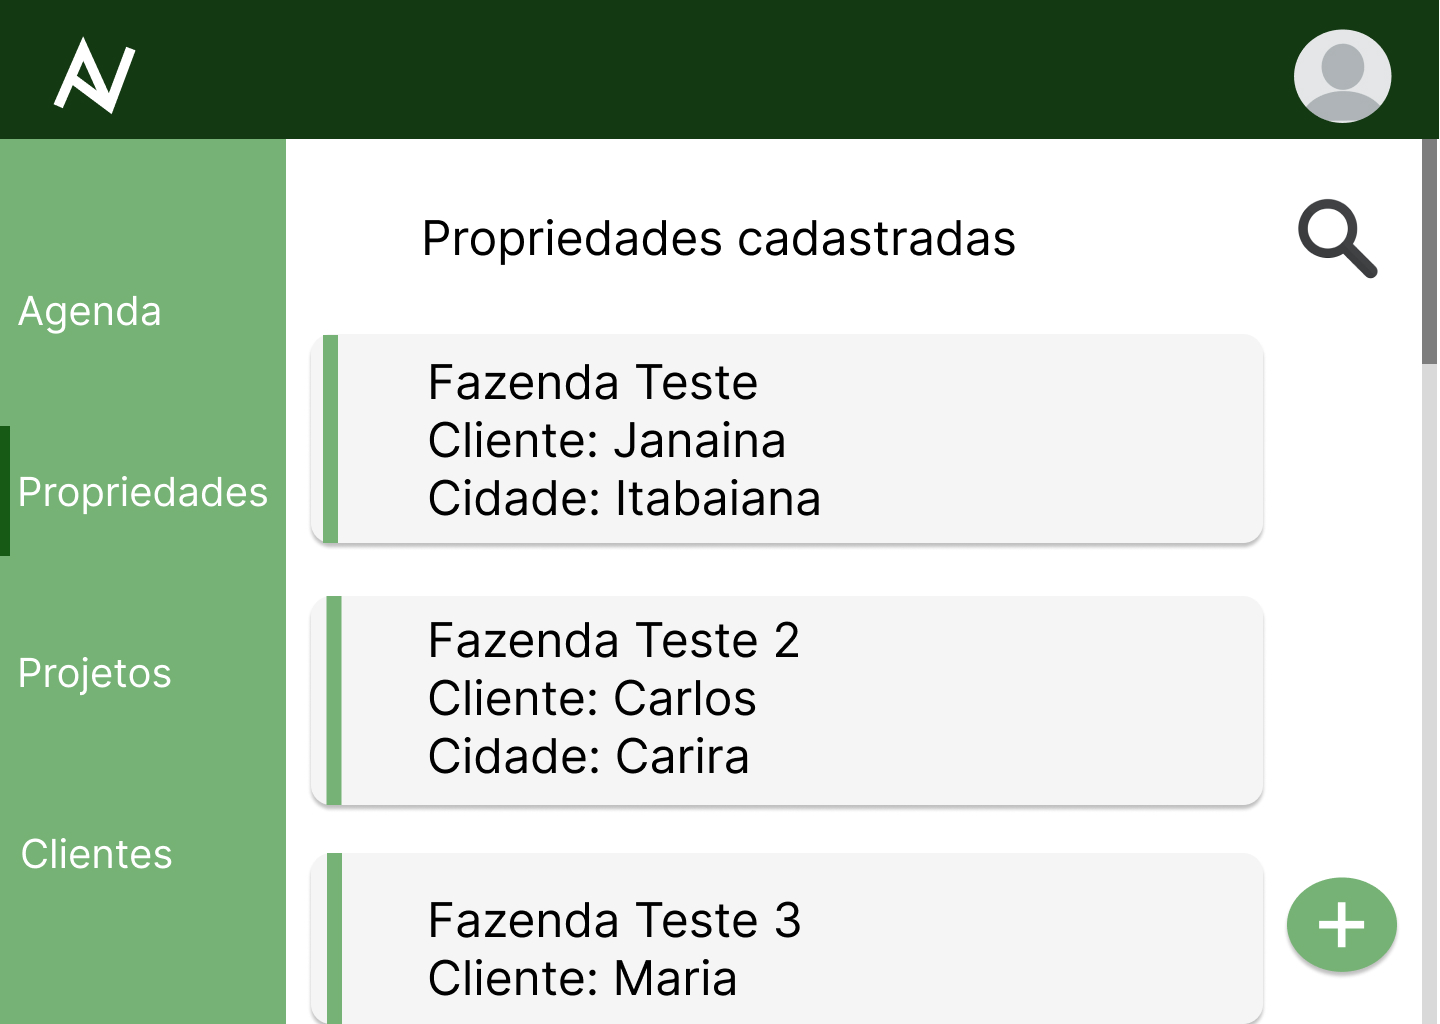 Propriedades cadastradas
Agenda
Propriedades
Projetos
Clientes
Fazenda Teste
Cliente: Janaina
Cidade: Itabaiana
Fazenda Teste 2
Cliente: Carlos
Cidade: Carira
Fazenda Teste 3
Cliente: Maria